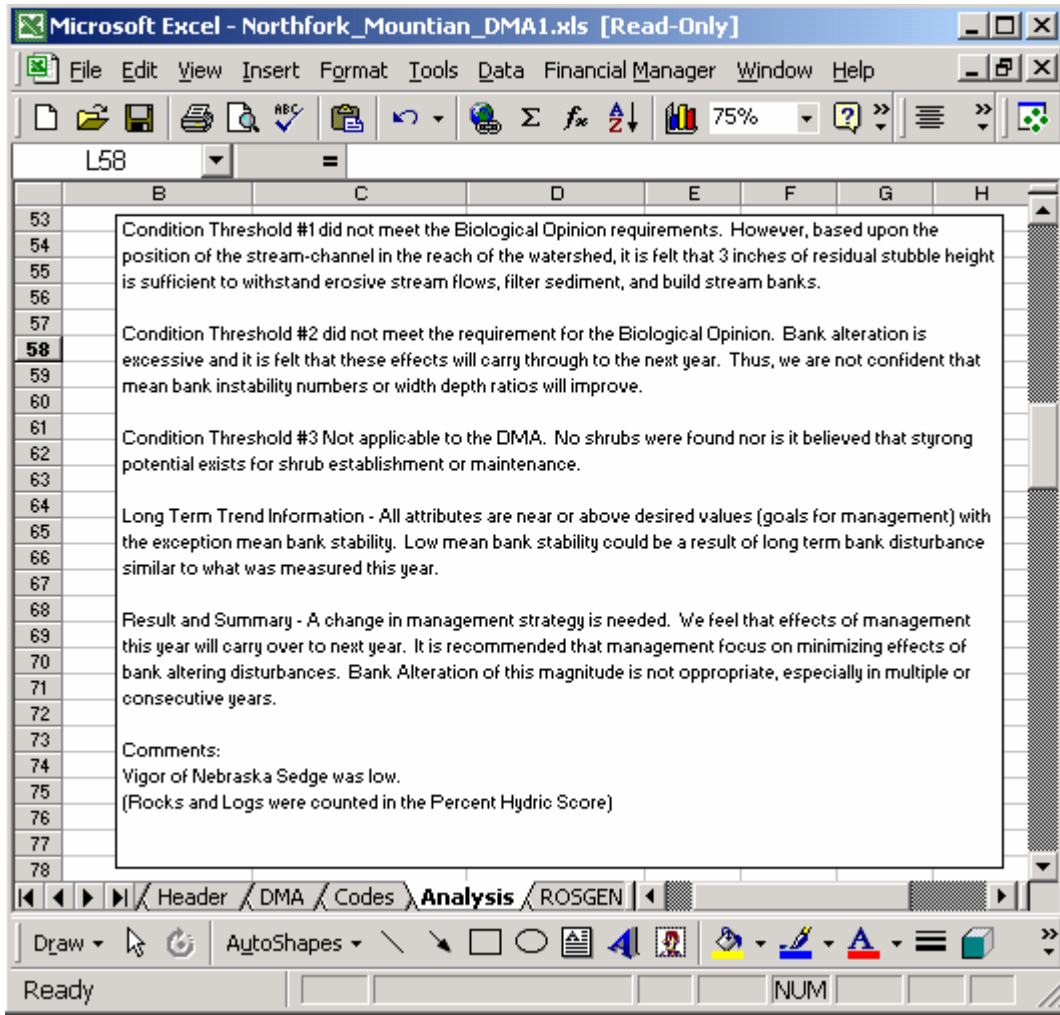 Microsoft Excel - Northfork_Mountian_DMA1.xls [Read-Only]
File Edit View Insert Format Tools Data Financial Manager Window Help
ABC Σ fx A Z 75% ?
L58 =
B C D E F G H
53
54
55
56
57
58
59
60
61
62
63
64
65
66
67
68
69
70
71
72
73
74
75
76
77
78
Condition Threshold #1 did not meet the Biological Opinion requirements. However, based upon the
position of the stream-channel in the reach of the watershed, it is felt that 3 inches of residual stubble height
is sufficient to withstand erosive stream flows, filter sediment, and build stream banks.
Condition Threshold #2 did not meet the requirement for the Biological Opinion. Bank alteration is
excessive and it is felt that these effects will carry through to the next year. Thus, we are not confident that
mean bank instability numbers or width depth ratios will improve.
Condition Threshold #3 Not applicable to the DMA. No shrubs were found nor is it believed that styrong
potential exists for shrub establishment or maintenance.
Long Term Trend Information - All attributes are near or above desired values (goals for management) with
the exception mean bank stability. Low mean bank stability could be a result of long term bank disturbance
similar to what was measured this year.
Result and Summary - A change in management strategy is needed. We feel that effects of management
this year will carry over to next year. It is recommended that management focus on minimizing effects of
bank altering disturbances. Bank Alteration of this magnitude is not oppropriate, especially in multiple or
consecutive years.
Comments:
Vigor of Nebraska Sedge was low.
(Rocks and Logs were counted in the Percent Hydric Score)
Header DMA Codes Analysis ROSGEN
Draw AutoShapes A A
Ready NUM